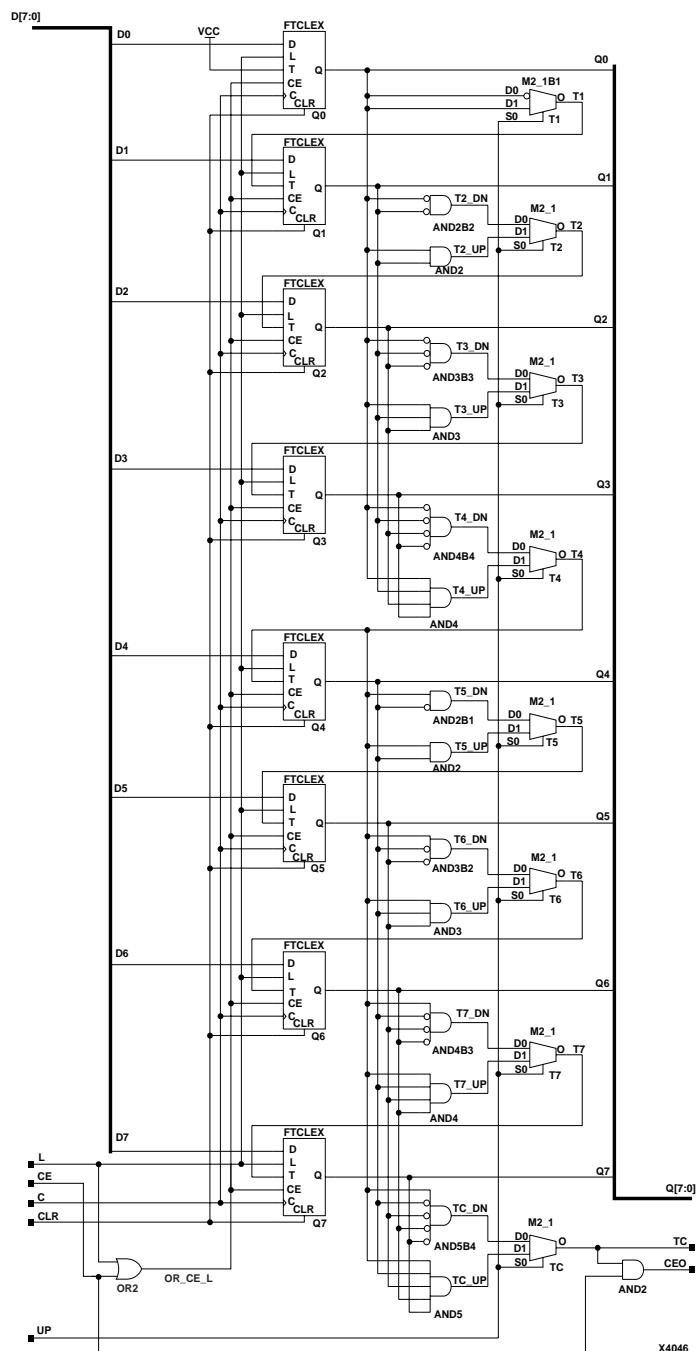 D[7:0]
D0
VCC
FTCLEX
D
L
T
CE
C
CLR
Q
Q0
Q0
M2_1B1
D0
D1
S0
O
T1
T1
D1
FTCLEX
D
L
T
CE
C
CLR
Q
Q1
Q1
T2_DN
AND2B2
T2_UP
AND2
M2_1
D0
D1
S0
O
T2
T2
D2
FTCLEX
D
L
T
CE
C
CLR
Q
Q2
Q2
T3_DN
AND3B3
T3_UP
AND3
M2_1
D0
D1
S0
O
T3
T3
D3
FTCLEX
D
L
T
CE
C
CLR
Q
Q3
Q3
T4_DN
AND4B4
T4_UP
AND4
M2_1
D0
D1
S0
O
T4
T4
D4
FTCLEX
D
L
T
CE
C
CLR
Q
Q4
Q4
T5_DN
AND2B1
T5_UP
AND2
M2_1
D0
D1
S0
O
T5
T5
D5
FTCLEX
D
L
T
CE
C
CLR
Q
Q5
Q5
T6_DN
AND3B2
T6_UP
AND3
M2_1
D0
D1
S0
O
T6
T6
D6
FTCLEX
D
L
T
CE
C
CLR
Q
Q6
Q6
T7_DN
AND4B3
T7_UP
AND4
M2_1
D0
D1
S0
O
T7
T7
D7
FTCLEX
D
L
T
CE
C
CLR
Q
Q7
Q7
Q[7:0]
L
CE
C
CLR
TC_DN
AND5B4
TC_UP
AND5
M2_1
D0
D1
S0
O
TC
TC
CEO
AND2
OR2
OR_CE_L
UP
X4046